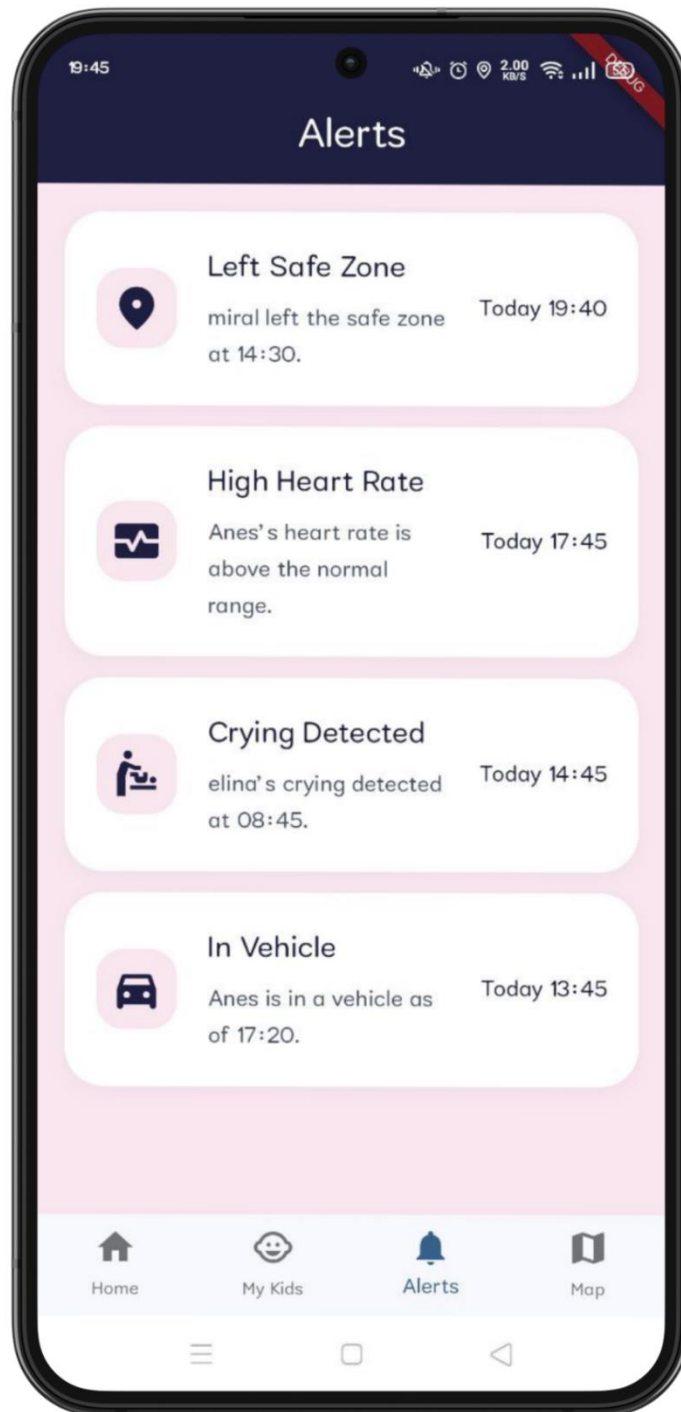 19:45
2.00
KB/S
DEBUG
Alerts
Left Safe Zone
miral left the safe zone
at 14:30.
Today 19:40
High Heart Rate
Anes's heart rate is
above the normal
range.
Today 17:45
Crying Detected
elina's crying detected
at 08:45.
Today 14:45
In Vehicle
Anes is in a vehicle as
of 17:20.
Today 13:45
Home
My Kids
Alerts
Map